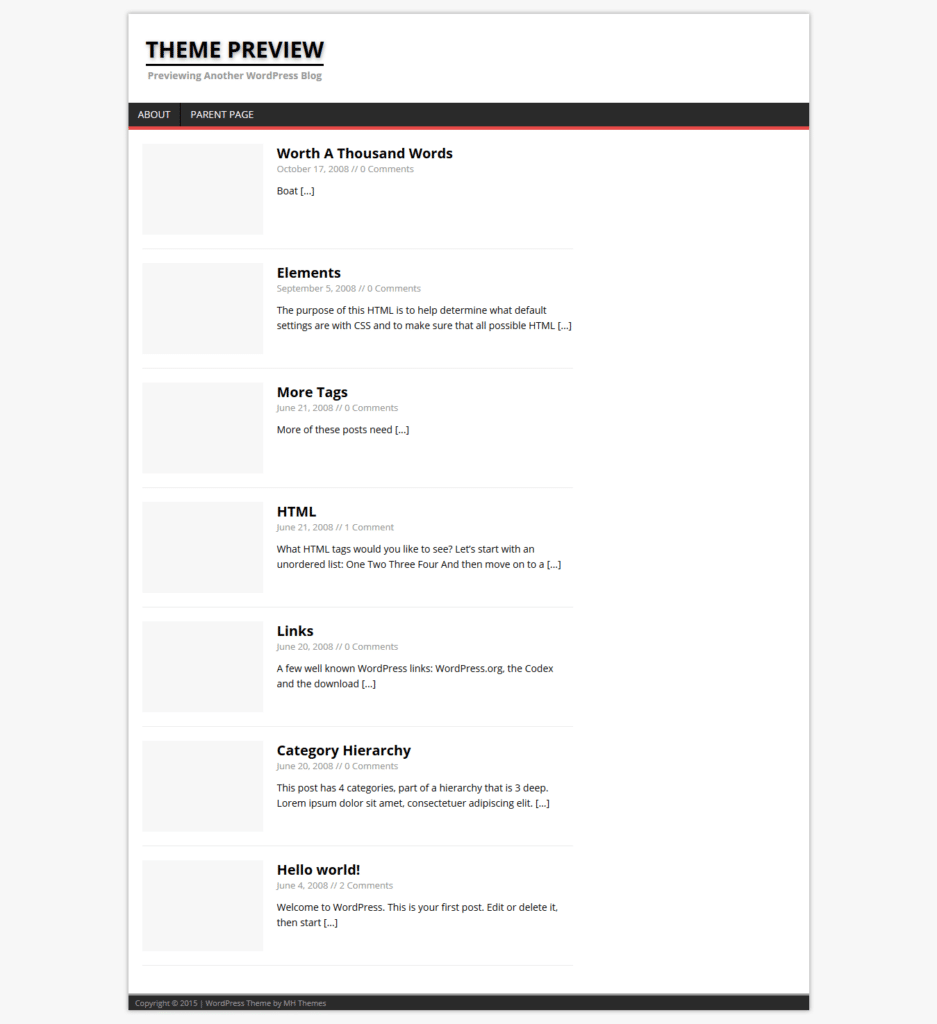 THEME PREVIEW
Previewing Another WordPress Blog
ABOUT
PARENT PAGE
Worth A Thousand Words
October 17, 2008 // 0 Comments
Boat [...]
Elements
September 5, 2008 // 0 Comments
The purpose of this HTML is to help determine what default
settings are with CSS and to make sure that all possible HTML [...]
More Tags
June 21, 2008 // 0 Comments
More of these posts need [...]
HTML
June 21, 2008 // 1 Comment
What HTML tags would you like to see? Let's start with an
unordered list: One Two Three Four And then move on to a [...]
Links
June 20, 2008 // 0 Comments
A few well known WordPress links: WordPress.org, the Codex
and the download [...]
Category Hierarchy
June 20, 2008 // 0 Comments
This post has 4 categories, part of a hierarchy that is 3 deep.
Lorem ipsum dolor sit amet, consectetuer adipiscing elit. [...]
Hello world!
June 4, 2008 // 2 Comments
Welcome to WordPress. This is your first post. Edit or delete it,
then start [...]
Copyright © 2015 | WordPress Theme by MH Themes